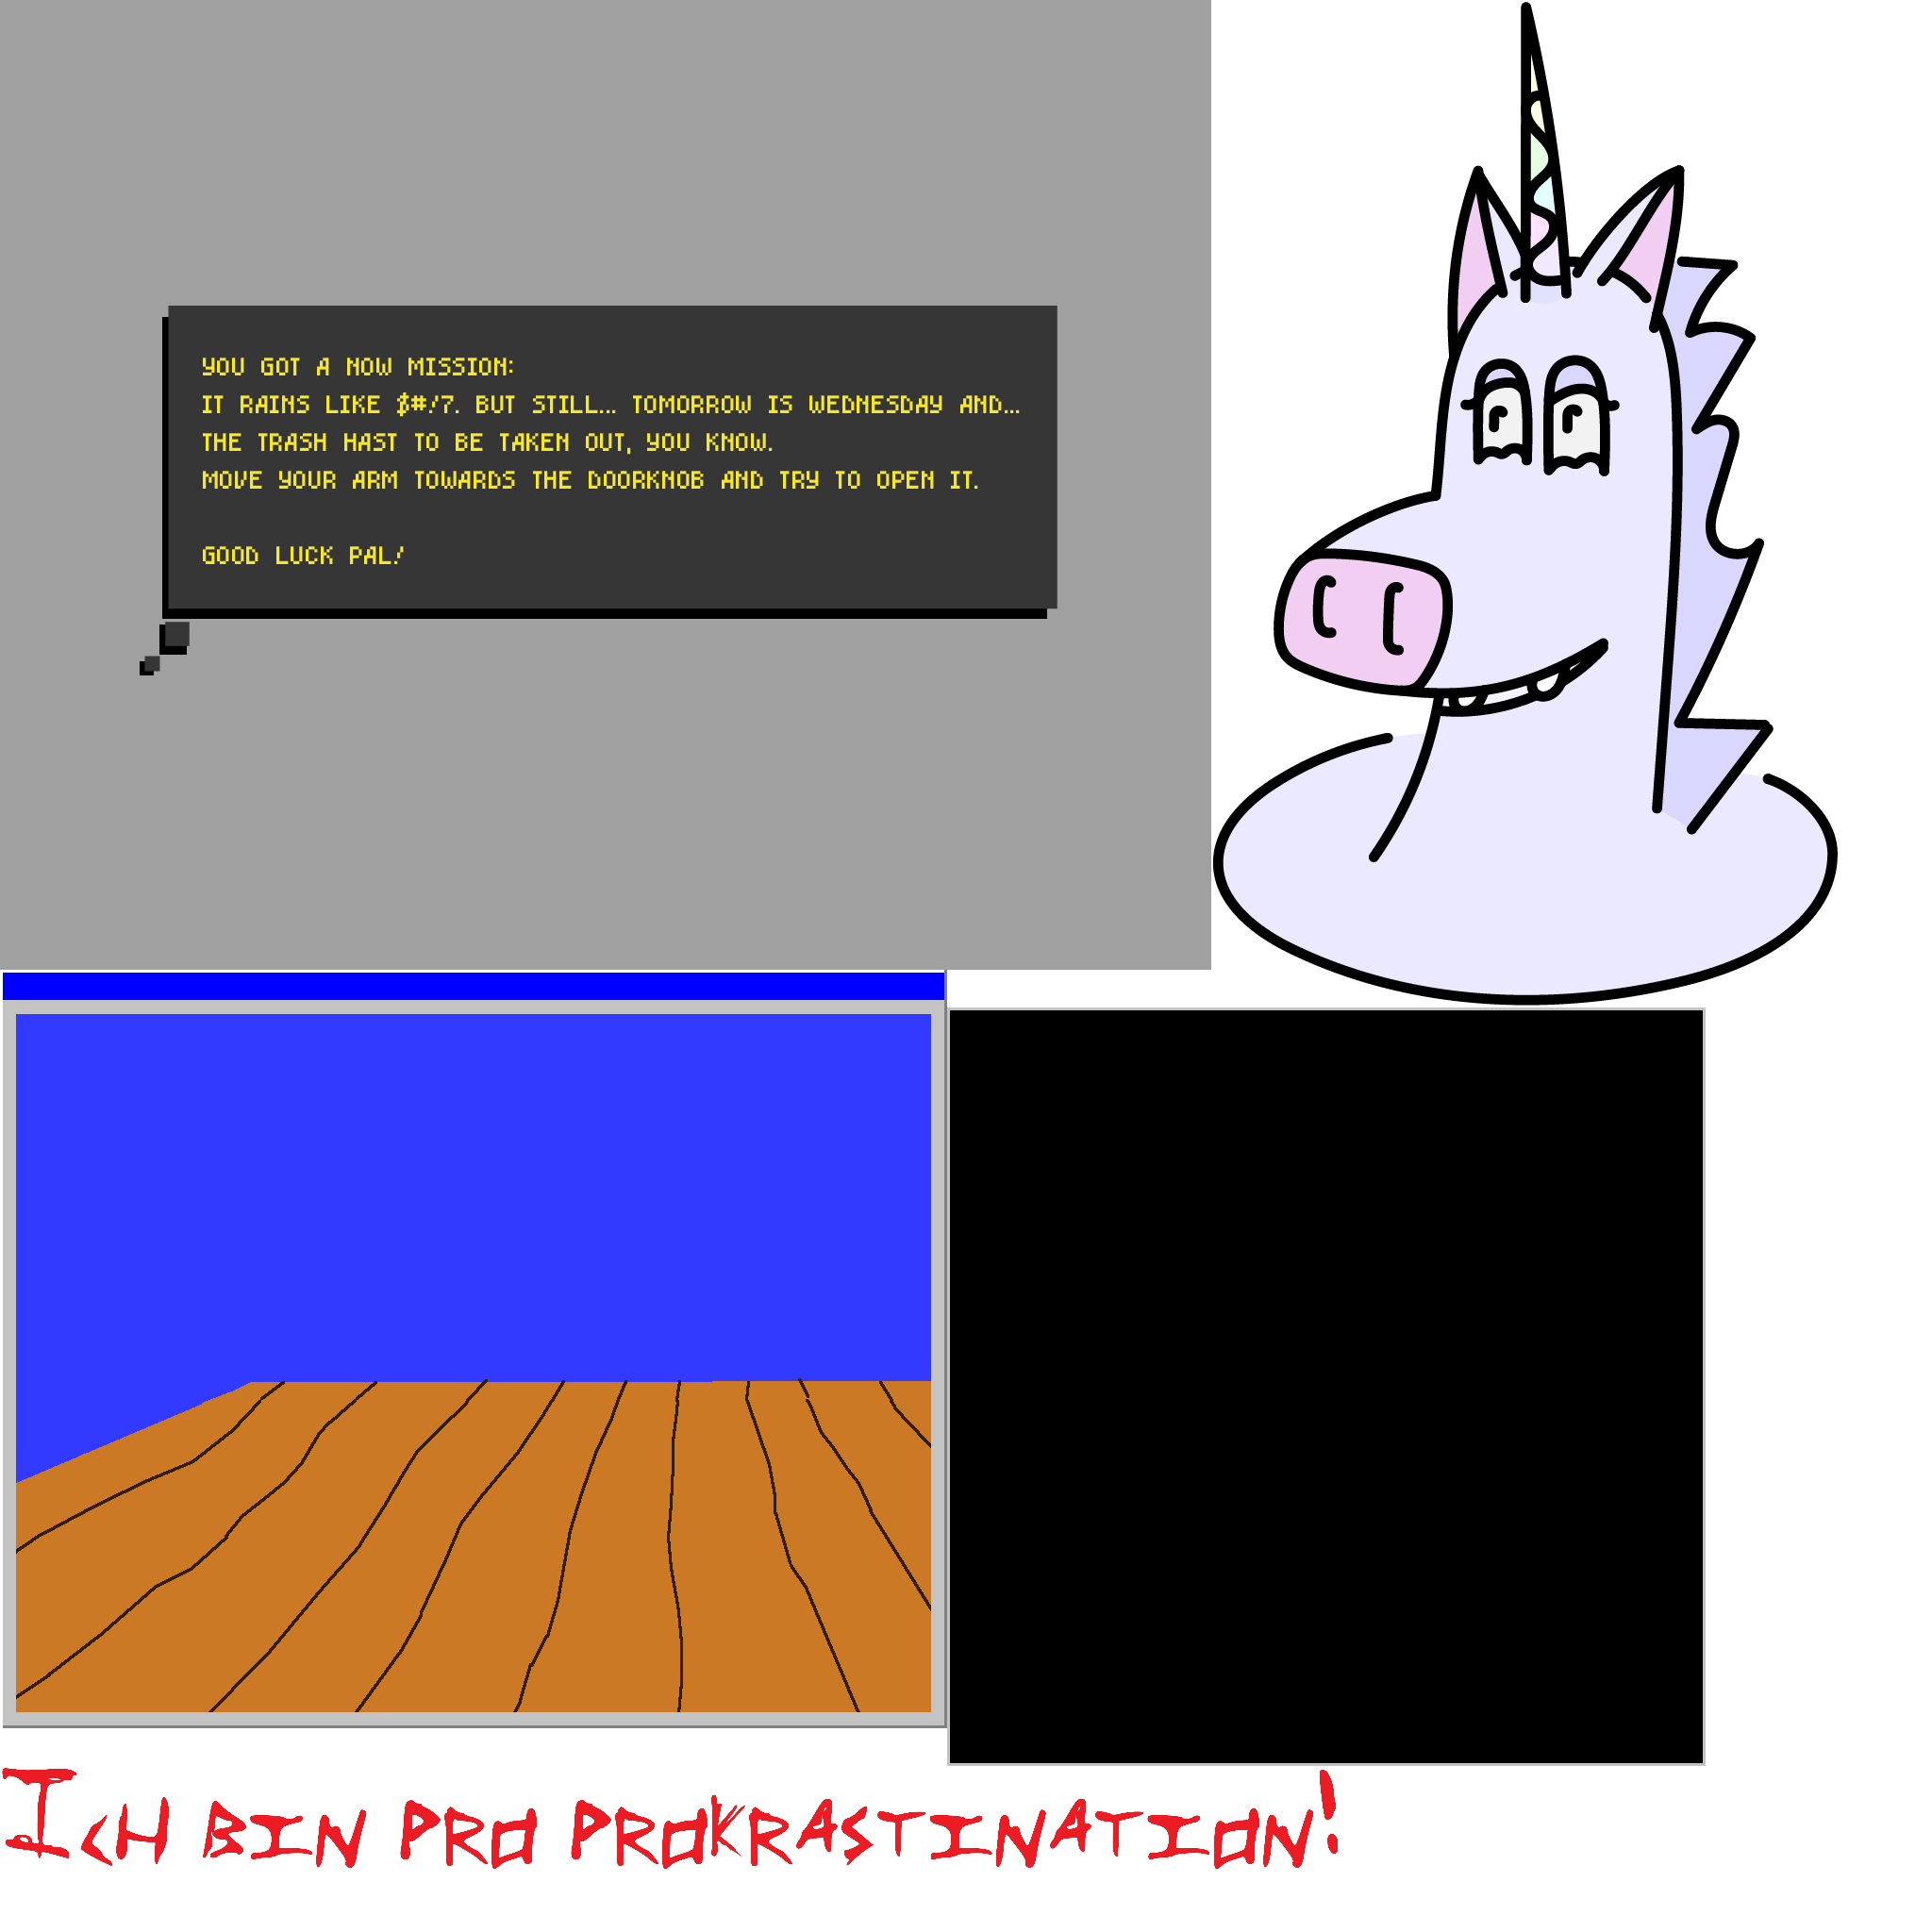 YOU GOT A NOW MISSION:
IT RAINS LIKE $#!7. BUT STILL... TOMORROW IS WEDNESDAY AND...
THE TRASH HAST TO BE TAKEN OUT, YOU KNOW.
MOVE YOUR ARM TOWARDS THE DOORKNOB AND TRY TO OPEN IT.
GOOD LUCK PAL!
ICH BIN PRO PROKRASTINATION!